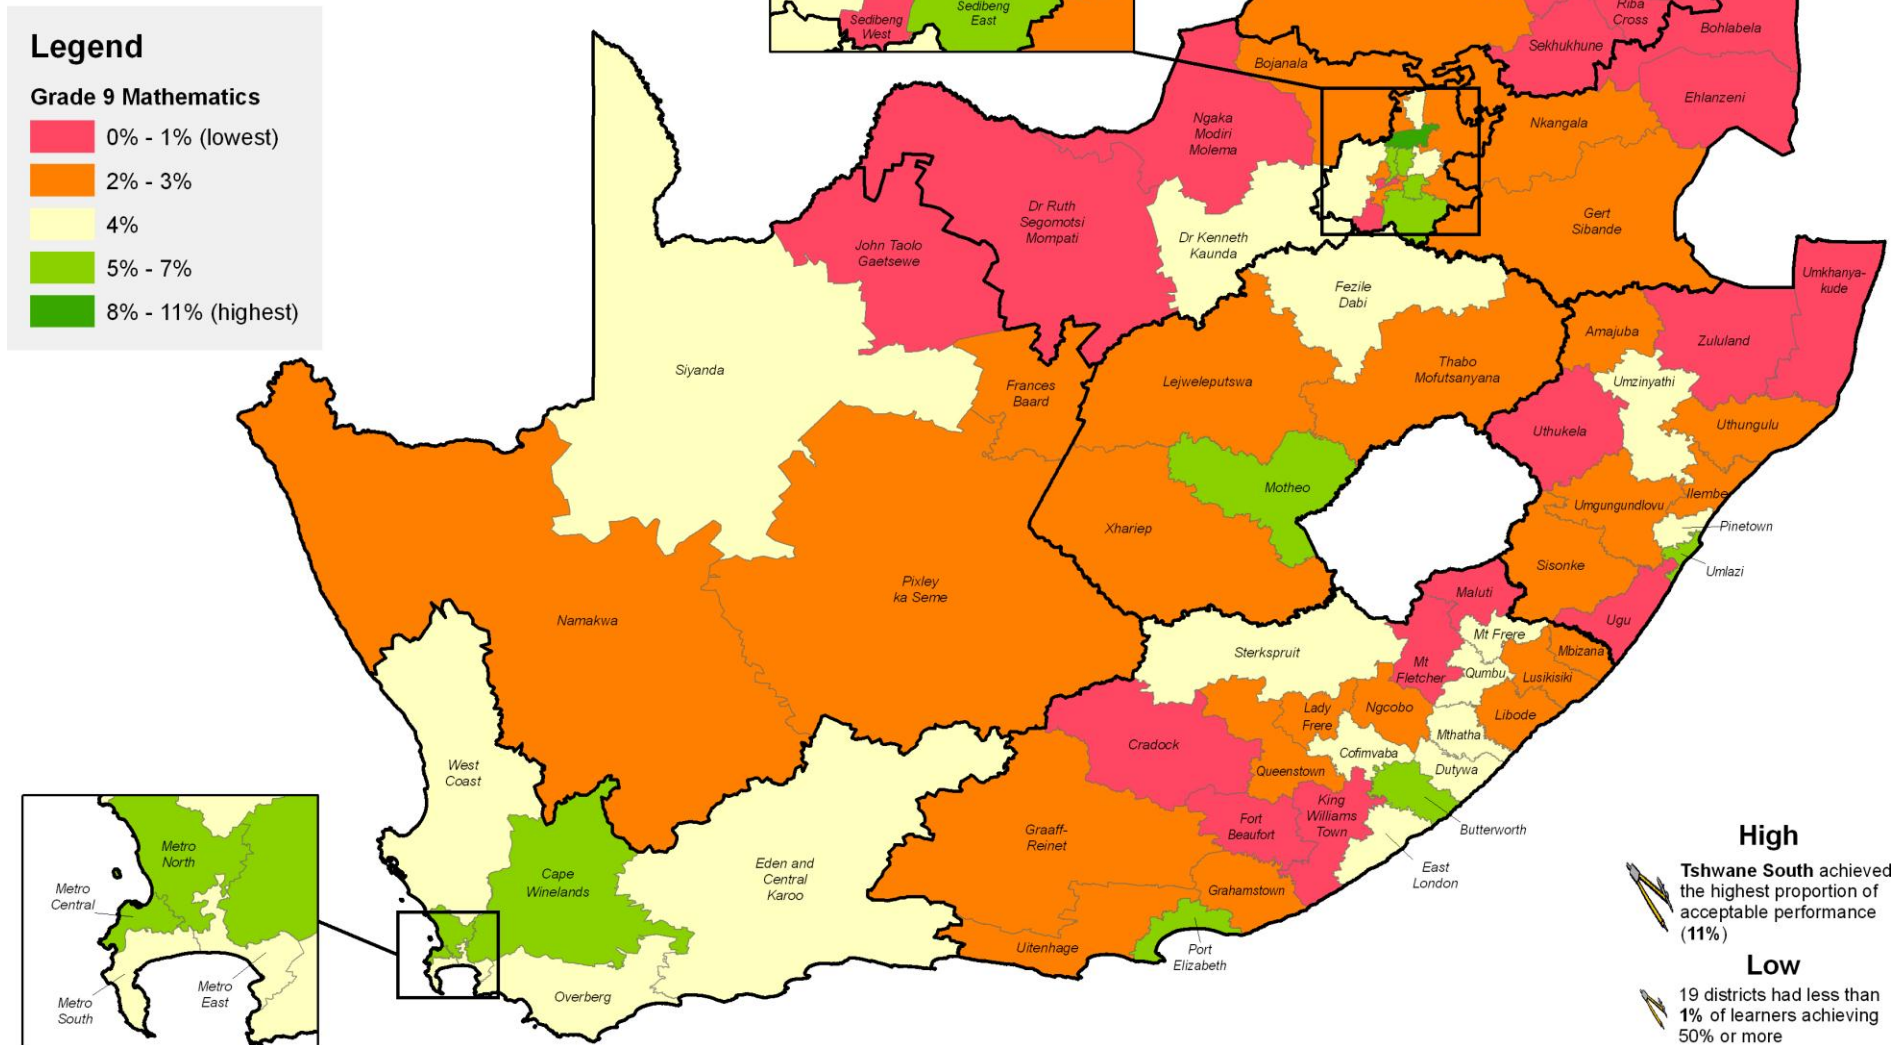 Legend
Grade 9 Mathematics
0% - 1% (lowest)
2% - 3%
4%
5% - 7%
8% - 11% (highest)
Sedibeng
West
Sedibeng
East
Riba
Cross
Bohlabela
Sekhukhune
Ehlanzeni
Bojanala
Nkangala
Ngaka
Modiri
Molema
Gert
Sibande
Dr Ruth
Segomotsi
Mompati
John Taolo
Gaetsewe
Dr Kenneth
Kaunda
Fezile
Dabi
Umkhanya-
kude
Amajuba
Zululand
Siyanda
Frances
Baard
Lejweleputswa
Thabo
Mofutsanyana
Umzinyathi
Uthukela
Uthungulu
Motheo
Umgungundlovu
Ilembe
Pinetown
Xhariep
Sisonke
Umlazi
Pixley
ka Seme
Namakwa
Maluti
Ugu
Mt Frere
Sterkspruit
Mbizana
Mt
Fletcher
Qumbu
Lusikisiki
Lady
Frere
Ngcobo
Libode
Mthatha
Cradock
Cofimvaba
Dutywa
Queenstown
West
Coast
King
Williams
Town
Fort
Beaufort
Butterworth
Graaff-
Reinet
East
London
Eden and
Central
Karoo
Cape
Winelands
Grahamstown
Uitenhage
Port
Elizabeth
Overberg
Metro
North
Metro
Central
Metro
South
Metro
East
High
Tshwane South achieved
the highest proportion of
acceptable performance
(11%)
Low
19 districts had less than
1% of learners achieving
50% or more